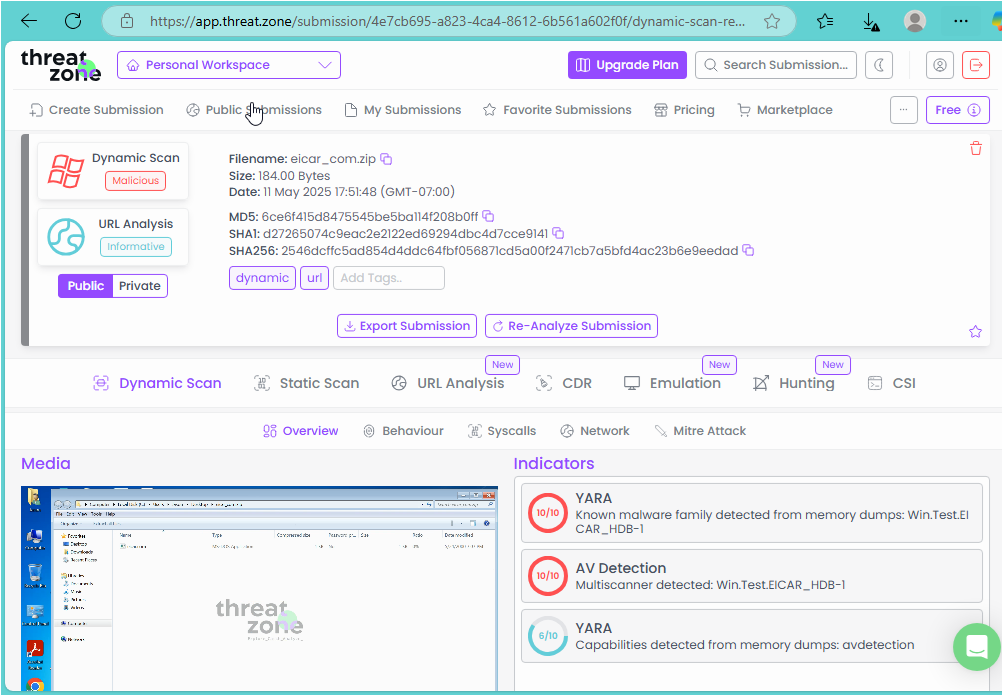 https://app.threat.zone/submission/4e7cb695-a823-4ca4-8612-6b561a602f0f/dynamic-scan-re...
threat
zone
Personal Workspace
Upgrade Plan
Search Submission...
Create Submission
Public Submissions
My Submissions
Favorite Submissions
Pricing
Marketplace
...
Free
Dynamic Scan
Malicious
URL Analysis
Informative
Public
Private
Filename: eicar_com.zip
Size: 184.00 Bytes
Date: 11 May 2025 17:51:48 (GMT-07:00)
MD5: 6ce6f415d8475545be5ba114f208b0ff
SHA1: d27265074c9eac2e2122ed69294dbc4d7cce9141
SHA256: 2546dcffc5ad854d4ddc64fbf056871cd5a00f2471cb7a5bfd4ac23b6e9eedad
dynamic
url
Add Tags..
Export Submission
Re-Analyze Submission
Dynamic Scan
Static Scan
New
URL Analysis
CDR
New
Emulation
New
Hunting
CSI
Overview
Behaviour
Syscalls
Network
Mitre Attack
Media
threat
zone
Indicators
10/10
YARA
Known malware family detected from memory dumps: Win.Test.EI
CAR_HDB-1
10/10
AV Detection
Multiscanner detected: Win.Test.EICAR_HDB-1
6/10
YARA
Capabilities detected from memory dumps: avdetection